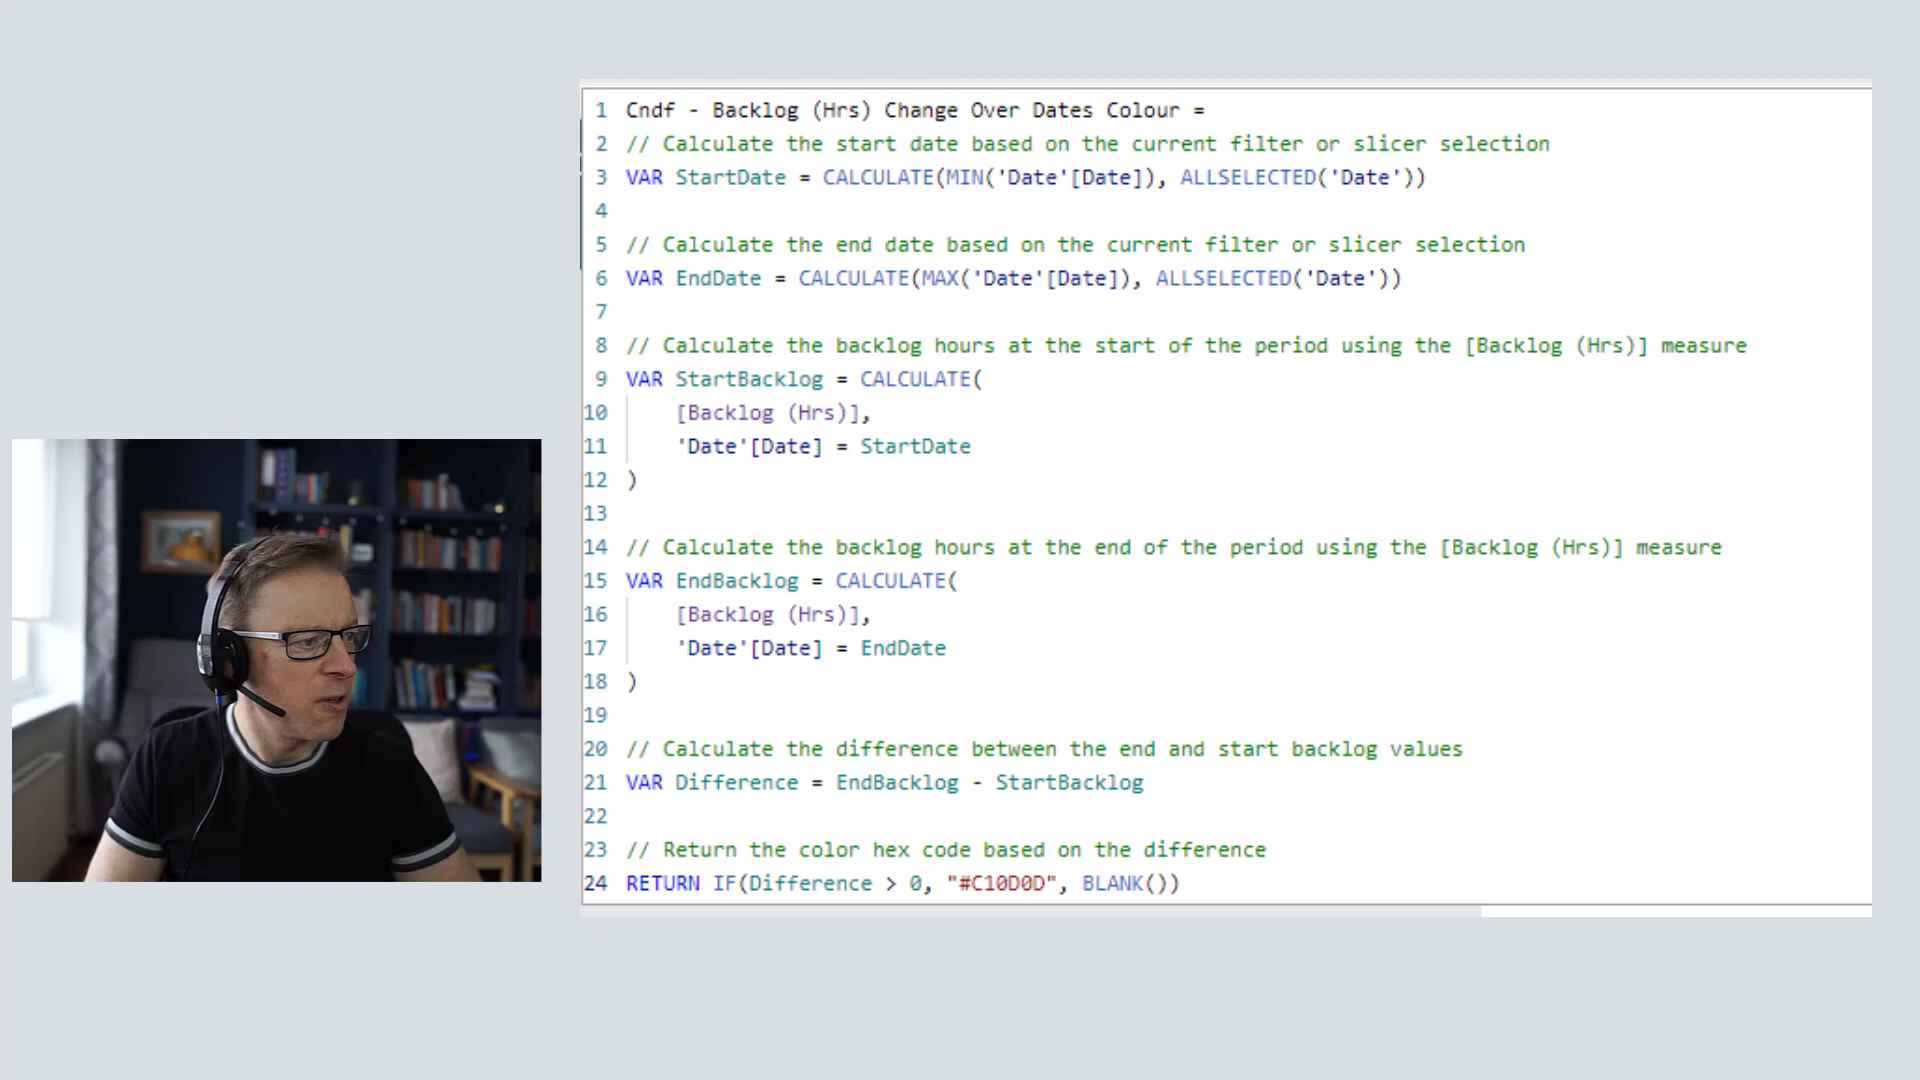 1 Cndf - Backlog (Hrs) Change Over Dates Colour =
2 // Calculate the start date based on the current filter or slicer selection
3 VAR StartDate = CALCULATE(MIN('Date'[Date]), ALLSELECTED('Date'))
4
5 // Calculate the end date based on the current filter or slicer selection
6 VAR EndDate = CALCULATE(MAX('Date'[Date]), ALLSELECTED('Date'))
7
8 // Calculate the backlog hours at the start of the period using the [Backlog (Hrs)] measure
9 VAR StartBacklog = CALCULATE(
10 [Backlog (Hrs)],
11 'Date'[Date] = StartDate
12 )
13
14 // Calculate the backlog hours at the end of the period using the [Backlog (Hrs)] measure
15 VAR EndBacklog = CALCULATE(
16 [Backlog (Hrs)],
17 'Date'[Date] = EndDate
18 )
19
20 // Calculate the difference between the end and start backlog values
21 VAR Difference = EndBacklog - StartBacklog
22
23 // Return the color hex code based on the difference
24 RETURN IF(Difference > 0, "#C10D0D", BLANK())